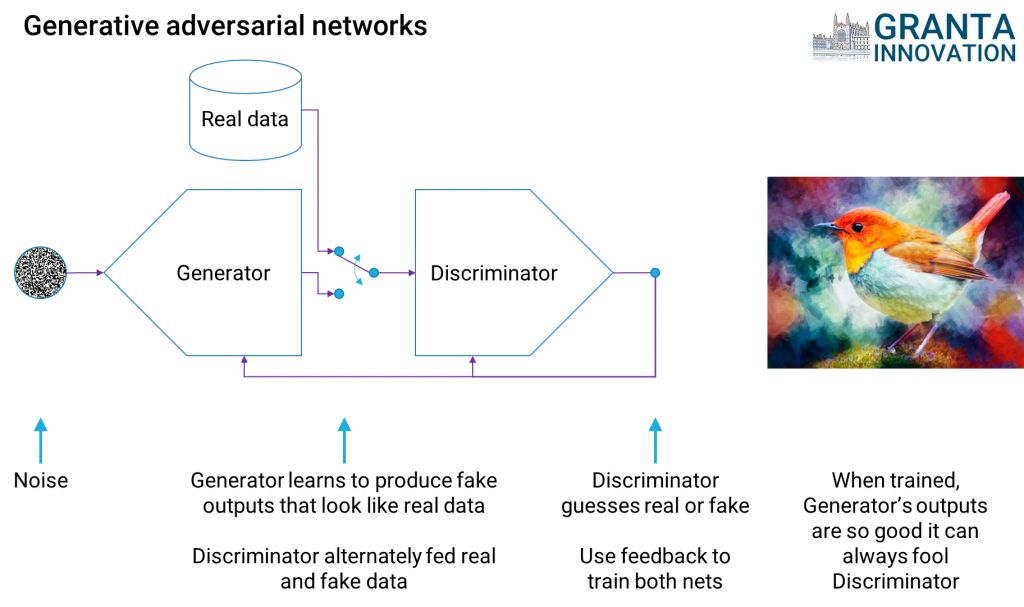 Generative adversarial networks
GRANTA
INNOVATION
Real data
Generator
Discriminator
Noise
Generator learns to produce fake
outputs that look like real data
Discriminator alternately fed real
and fake data
Discriminator
guesses real or fake
Use feedback to
train both nets
When trained,
Generator's outputs
are so good it can
always fool
Discriminator